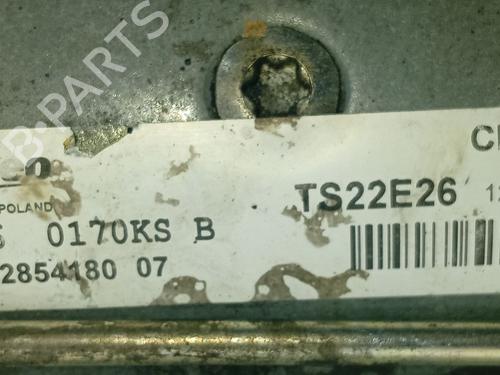 B-PARTS
POLAND
TS22E26
0170KS B
2854180 07